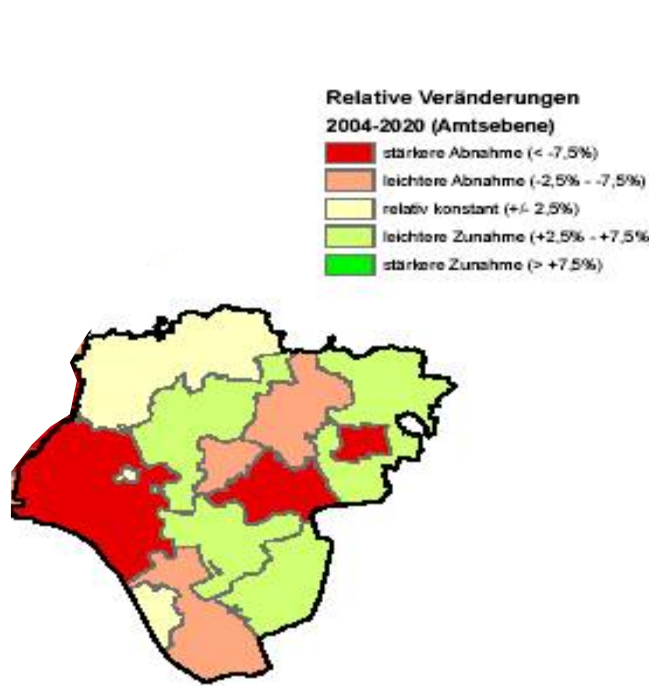 Relative Veränderungen
2004-2020 (Amtsebene)
stärkere Abnahme (< -7,5%)
leichtere Abnahme (-2,5% - -7,5%)
relativ konstant (+/- 2,5%)
leichtere Zunahme (+2,5% - +7,5%
stärkere Zunahme (> +7,5%)